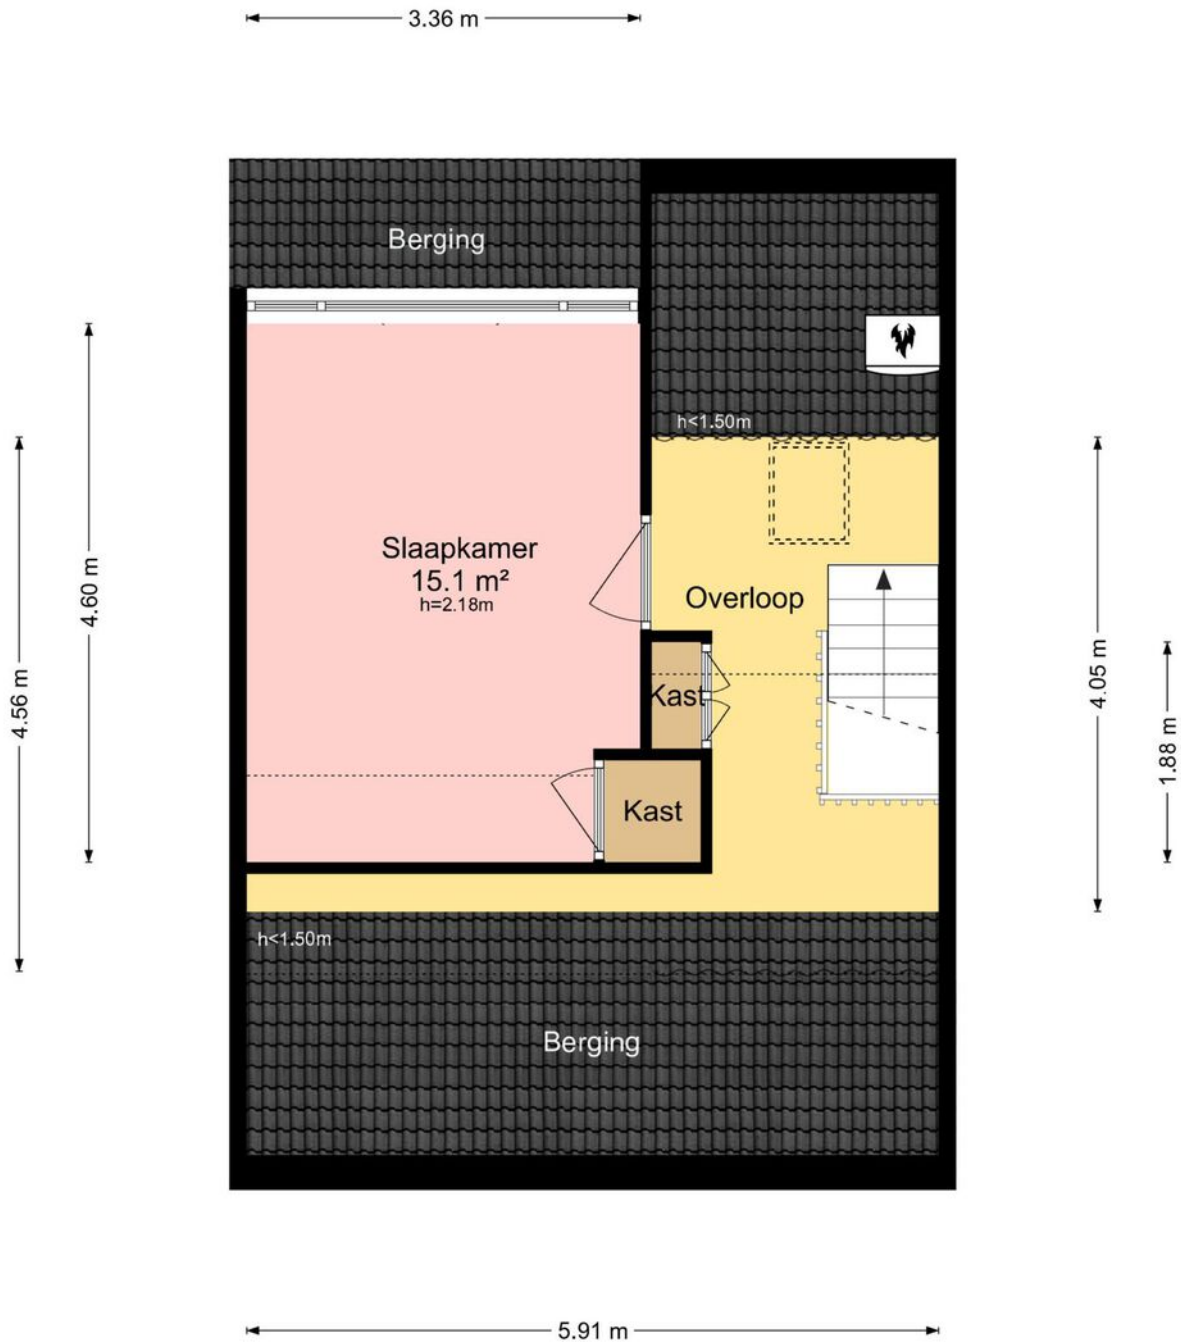 3.36 m
Berging
h<1.50m
Slaapkamer
15.1 m²
h=2.18m
Overloop
Kast
Kast
4.60 m
4.56 m
4.05 m
1.88 m
h<1.50m
Berging
5.91 m